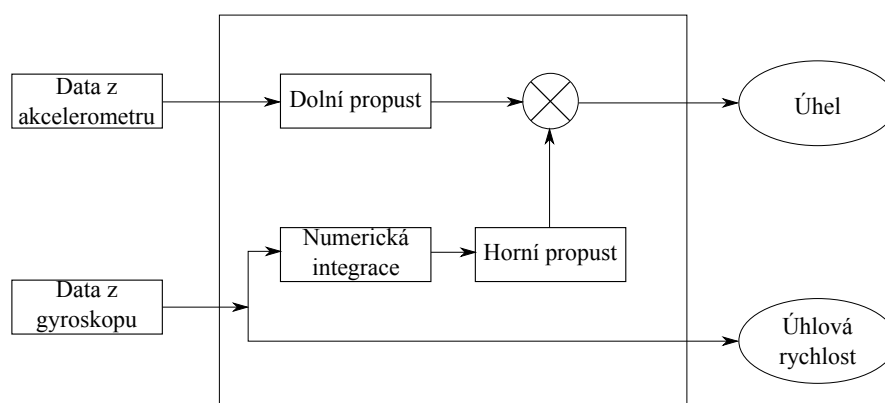 Data z
akcelerometru
Dolní propust
Úhel
Numerická
integrace
Horní propust
Data z
gyroskopu
Úhlová
rychlost